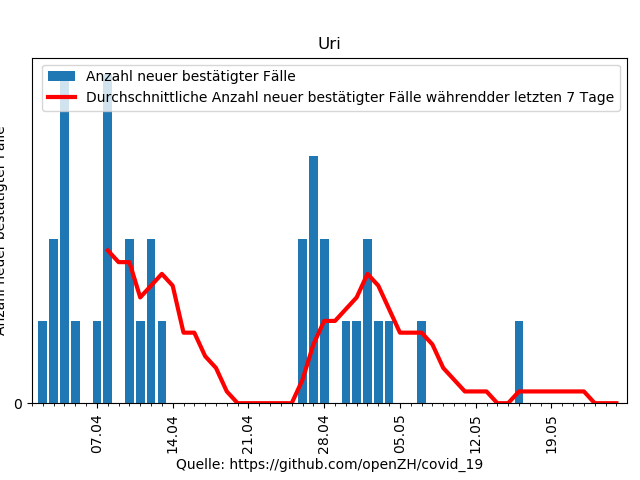 Uri
Anzahl neuer bestätigter Fälle
Durchschnittliche Anzahl neuer bestätigter Fälle währendder letzten 7 Tage
Anzahl neuer bestätigter Fälle
0
07.04
14.04
21.04
28.04
05.05
12.05
19.05
Quelle: https://github.com/openZH/covid_19